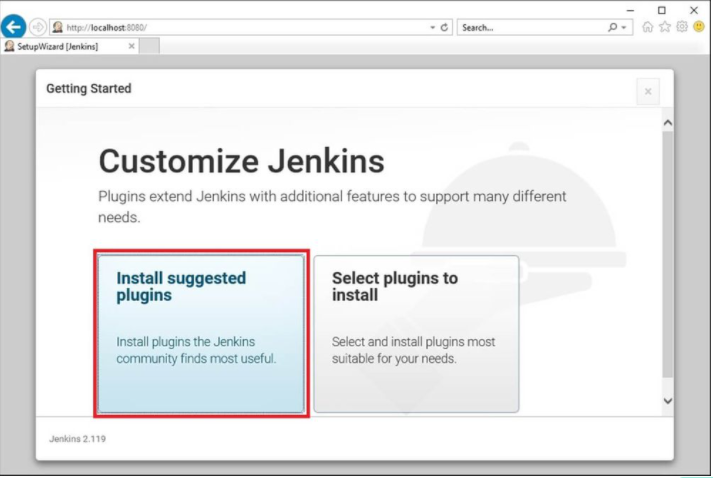 http://localhost:8080/
Search...
SetupWizard [Jenkins]
Getting Started
Customize Jenkins
Plugins extend Jenkins with additional features to support many different
needs.
Install suggested
plugins
Install plugins the Jenkins
community finds most useful.
Select plugins to
install
Select and install plugins most
suitable for your needs.
Jenkins 2.119